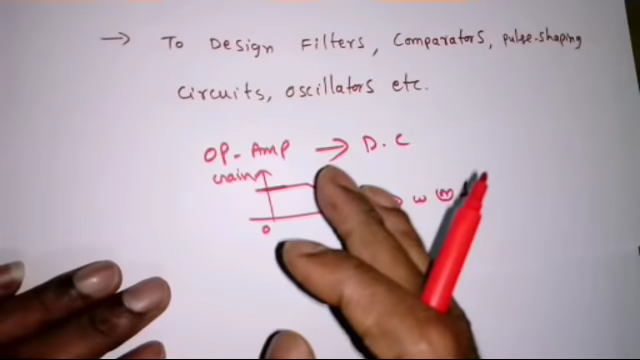 → To Design Filters, Comparators, pulse-shaping
circuits, oscillators etc.
OP-AMP → D.C
Gain
0